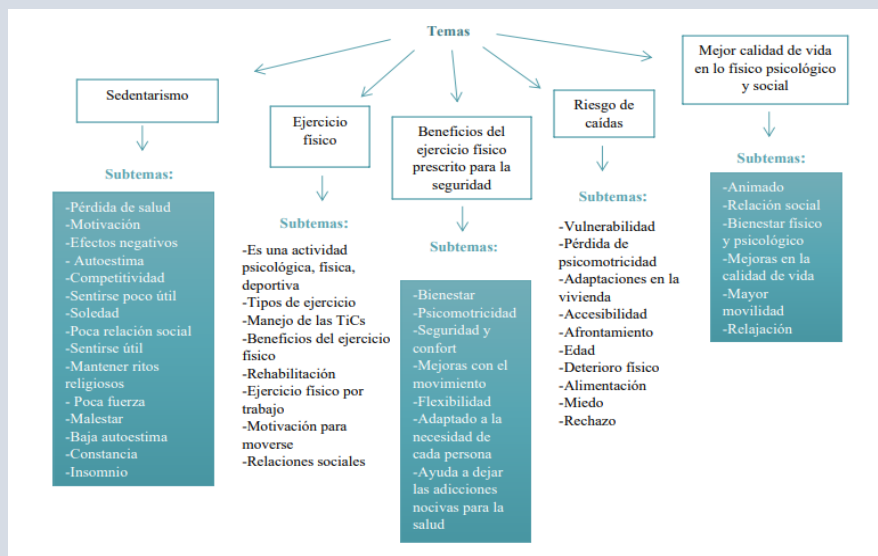 Temas
Sedentarismo
Subtemas:
-Pérdida de salud
-Motivación
-Efectos negativos
- Autoestima
-Competitividad
-Sentirse poco útil
-Soledad
-Poca relación social
-Sentirse útil
-Mantener ritos
religiosos
- Poca fuerza
- Malestar
-Baja autoestima
-Constancia
-Insomnio
Ejercicio
físico
Subtemas:
-Es una actividad
psicológica, física,
deportiva
-Tipos de ejercicio
-Manejo de las TiCs
-Beneficios del ejercicio
físico
-Rehabilitación
-Ejercicio físico por
trabajo
-Motivación para
moverse
-Relaciones sociales
Beneficios del
ejercicio físico
prescrito para la
seguridad
Subtemas:
-Bienestar
-Psicomotricidad
-Seguridad y
confort
-Mejoras con el
movimiento
-Flexibilidad
-Adaptado a la
necesidad de
cada persona
-Ayuda a dejar
las adicciones
nocivas para la
salud
Riesgo de
caídas
Subtemas:
-Vulnerabilidad
-Pérdida de
psicomotricidad
-Adaptaciones en la
vivienda
-Accesibilidad
-Afrontamiento
-Edad
-Deterioro físico
-Alimentación
-Miedo
-Rechazo
Mejor calidad de vida
en lo físico psicológico
y social
Subtemas:
-Animado
-Relación social
-Bienestar físico
y psicológico
-Mejoras en la
calidad de vida
-Mayor
movilidad
-Relajación